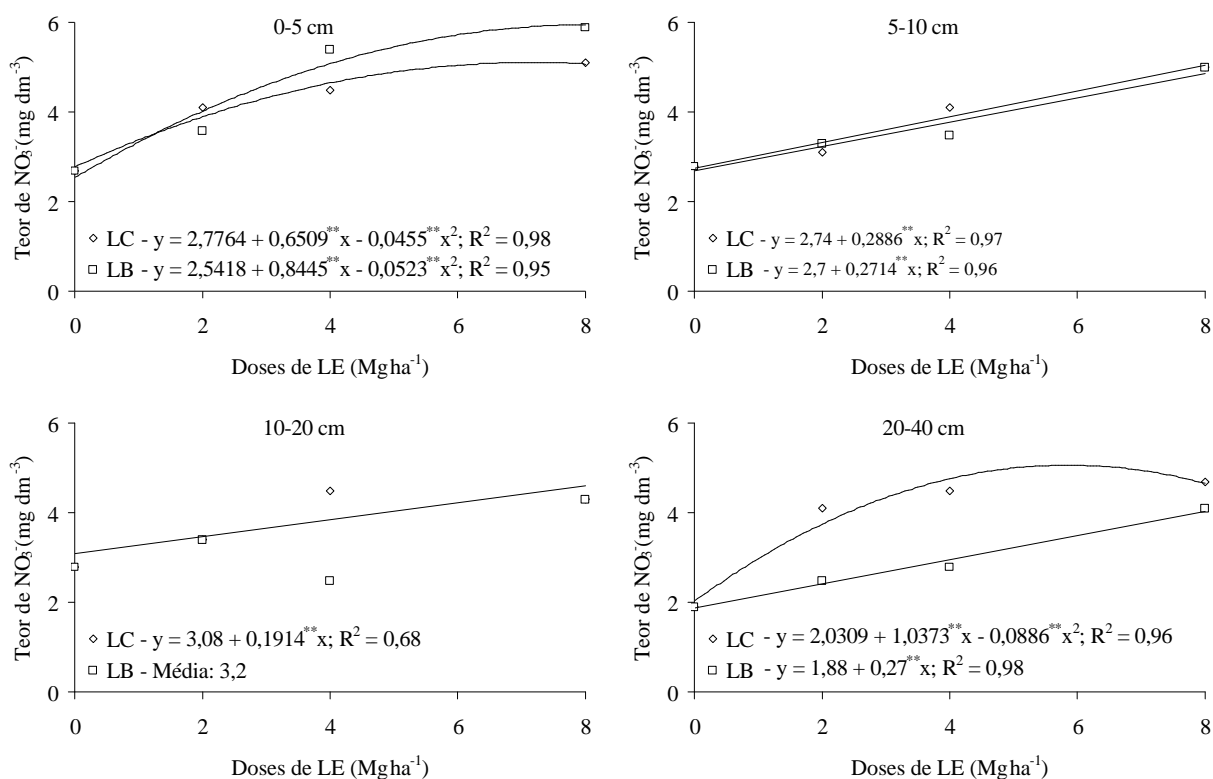 0-5 cm
Teor de NO₃⁻ (mg dm⁻³)
6
4
2
0
LC - y = 2,7764 + 0,6509**x - 0,0455**x²; R² = 0,98
LB - y = 2,5418 + 0,8445**x - 0,0523**x²; R² = 0,95
0 2 4 6 8
Doses de LE (Mgha⁻¹)
5-10 cm
Teor de NO₃⁻ (mg dm⁻³)
6
4
2
0
LC - y = 2,74 + 0,2886**x; R² = 0,97
LB - y = 2,7 + 0,2714**x; R² = 0,96
0 2 4 6 8
Doses de LE (Mgha⁻¹)
10-20 cm
Teor de NO₃⁻ (mg dm⁻³)
6
4
2
0
LC - y = 3,08 + 0,1914**x; R² = 0,68
LB - Média: 3,2
0 2 4 6 8
Doses de LE (Mgha⁻¹)
20-40 cm
Teor de NO₃⁻ (mg dm⁻³)
6
4
2
0
LC - y = 2,0309 + 1,0373**x - 0,0886**x²; R² = 0,96
LB - y = 1,88 + 0,27**x; R² = 0,98
0 2 4 6 8
Doses de LE (Mgha⁻¹)